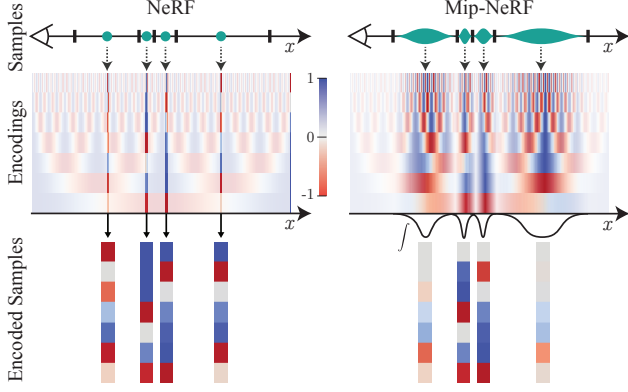 NeRF
Mip-NeRF
Samples
x
x
Encodings
1
0
-1
x
x
∫
Encoded Samples